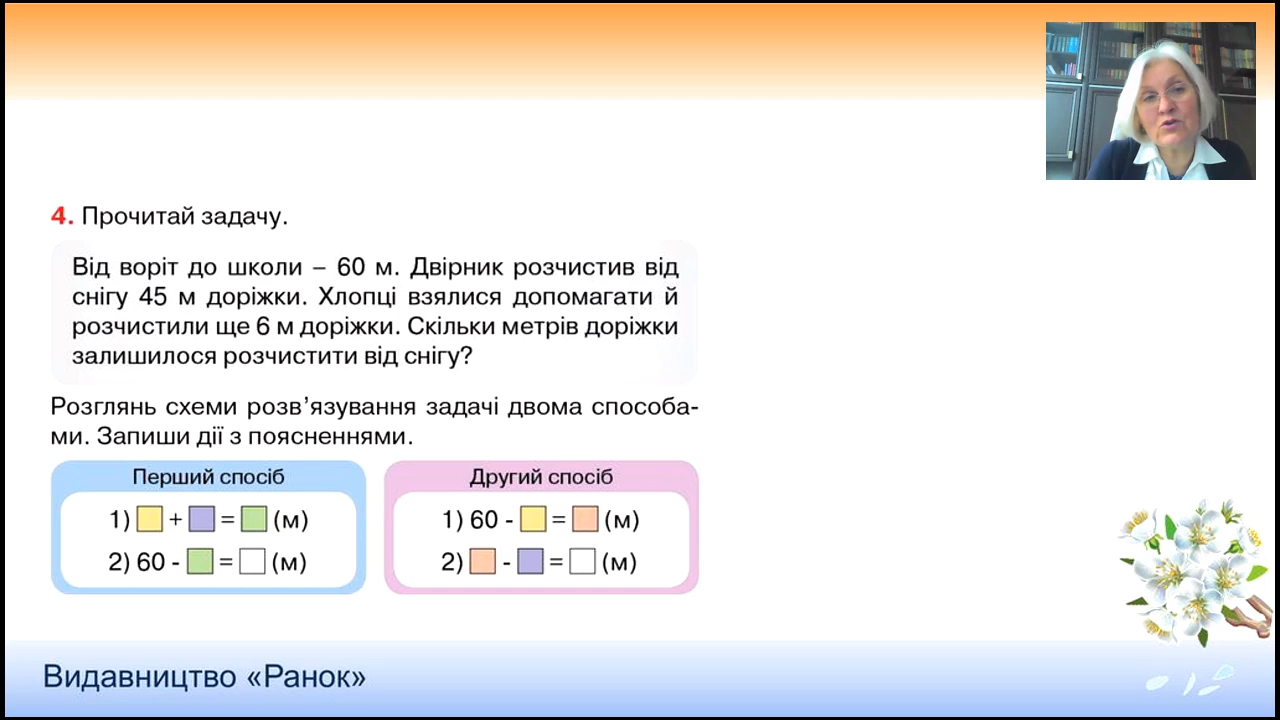 4. Прочитай задачу.
Від воріт до школи – 60 м. Двірник розчистив від
снігу 45 м доріжки. Хлопці взялися допомагати й
розчистили ще 6 м доріжки. Скільки метрів доріжки
залишилося розчистити від снігу?
Розглянь схеми розв’язування задачі двома способа-
ми. Запиши дії з поясненнями.
Перший спосіб
1) + = (м)
2) 60 - = (м)
Другий спосіб
1) 60 - = (м)
2) - = (м)
Видавництво «Ранок»